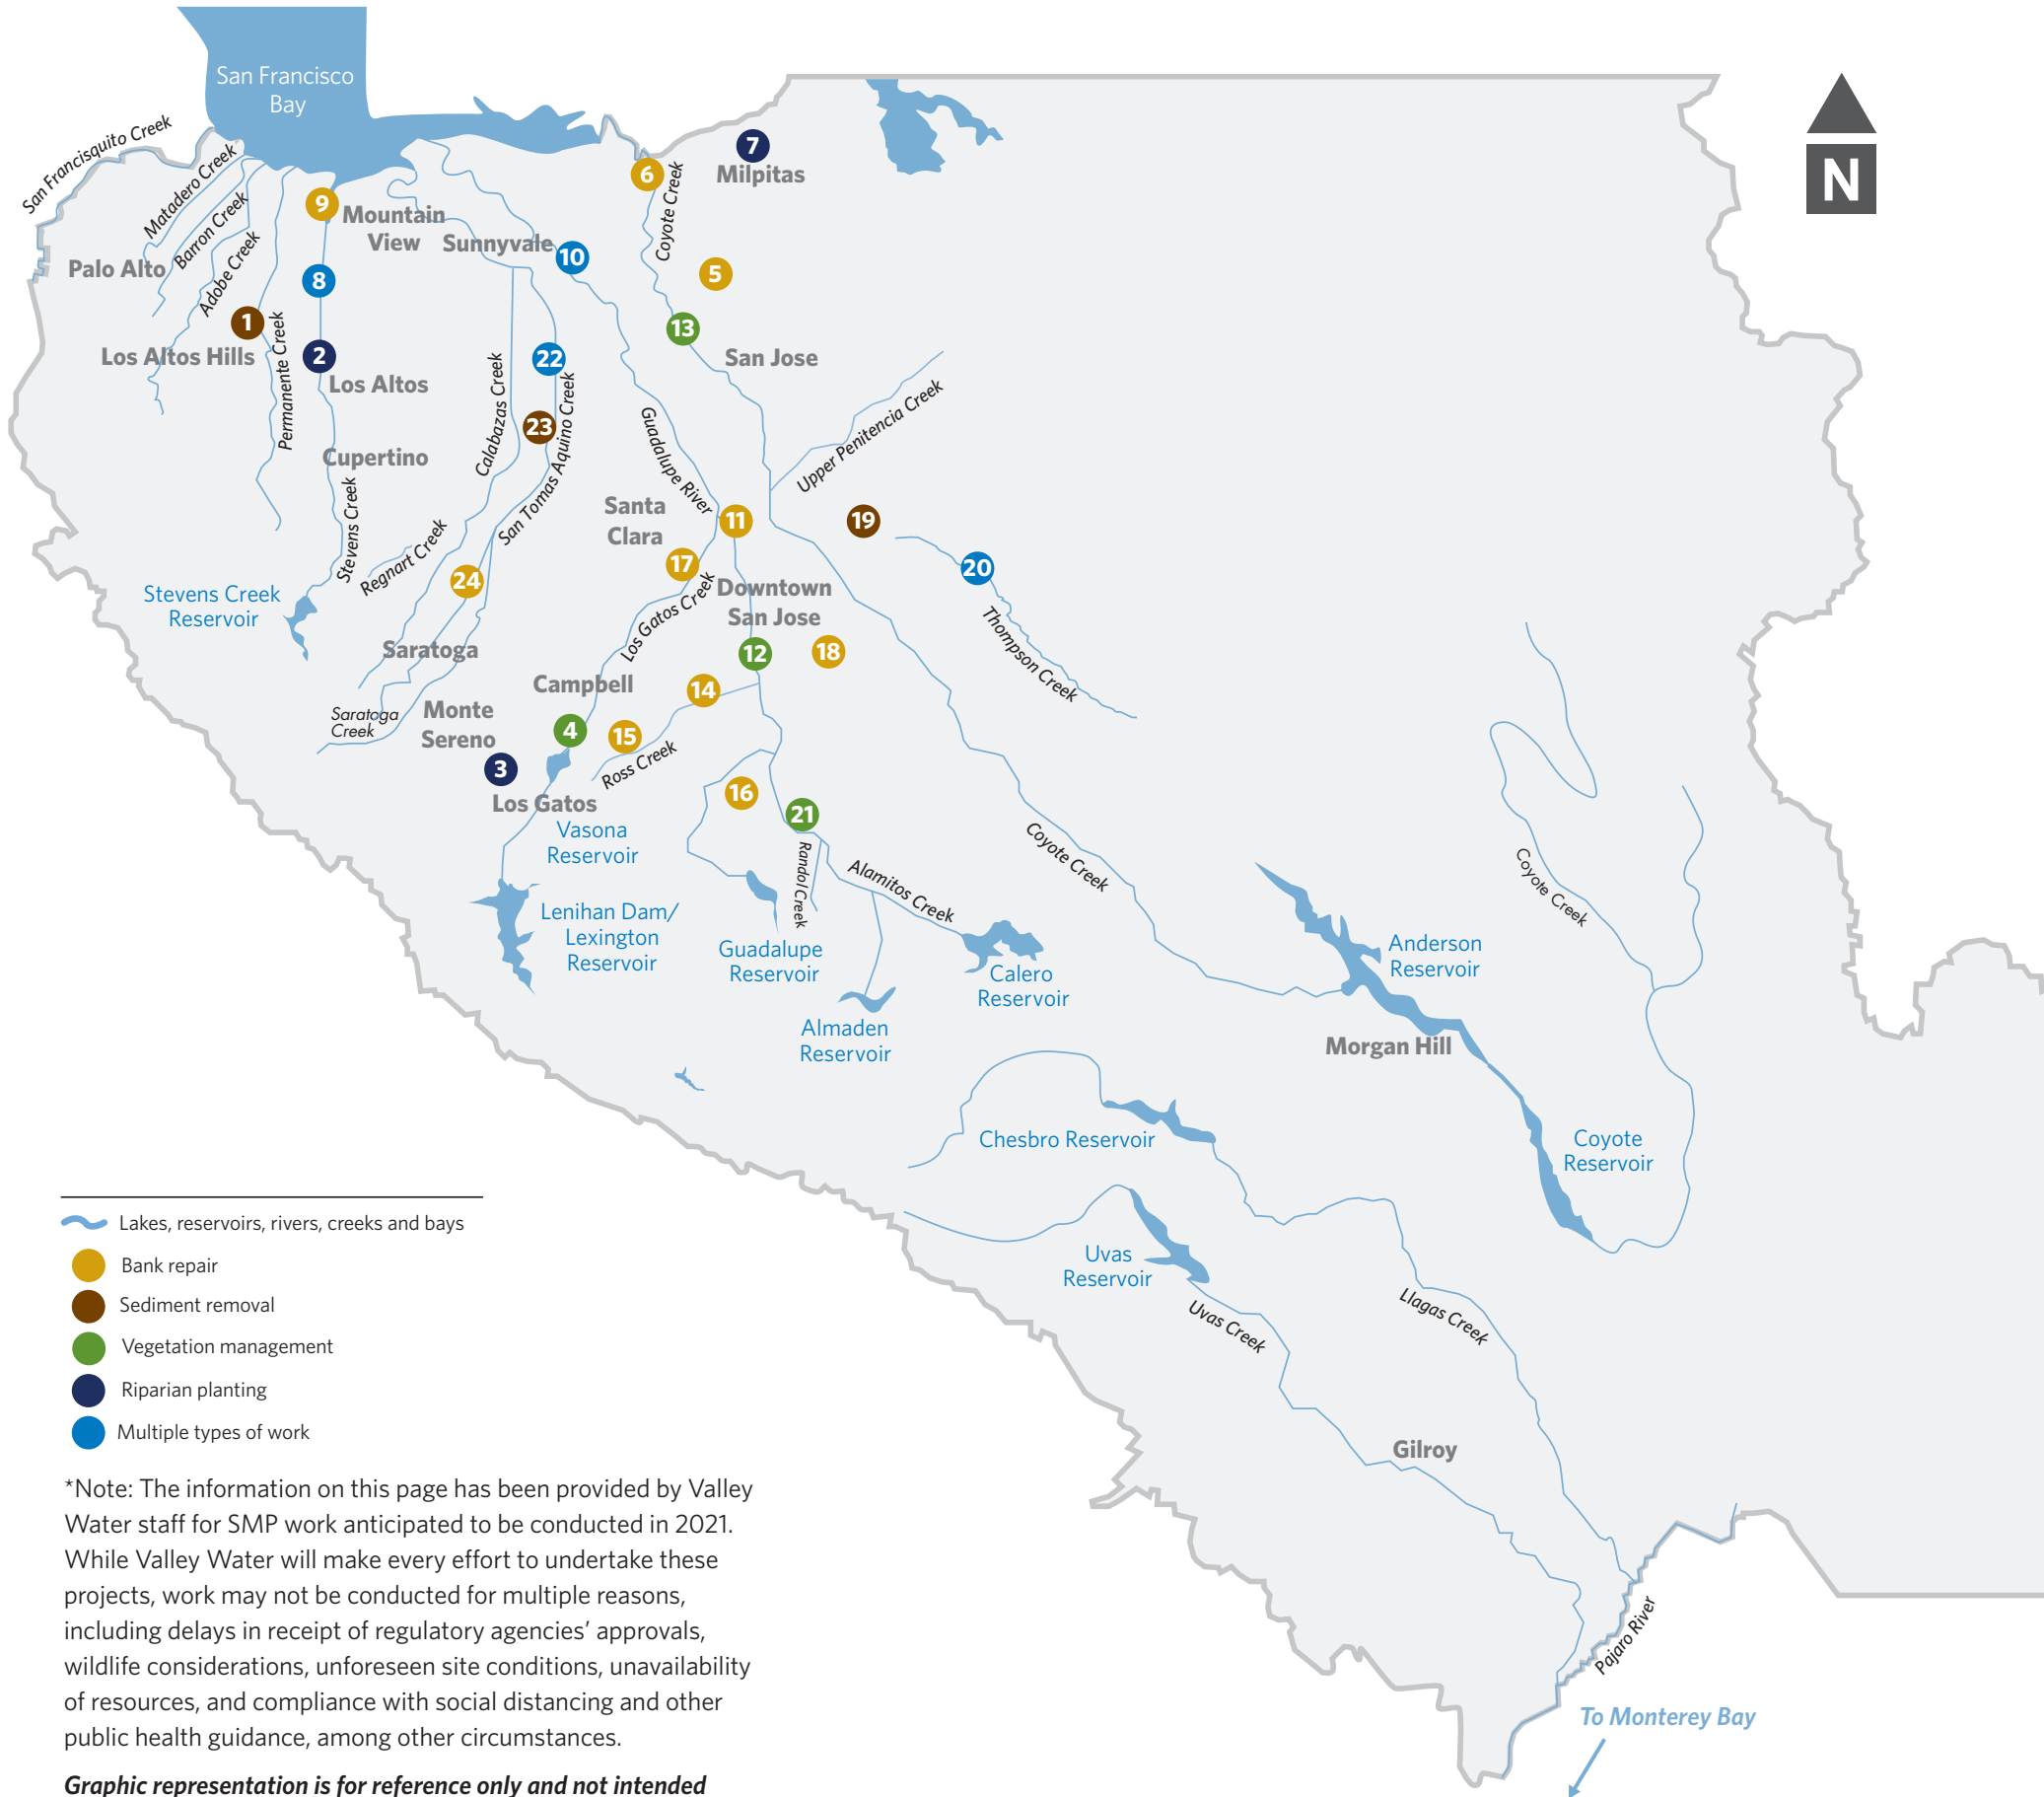 San Francisco
Bay
N
San Francisquito Creek
Matadero Creek
Barron Creek
Adobe Creek
Palo Alto
9
Mountain
View
Sunnyvale
10
6
Coyote Creek
7
Milpitas
5
8
1
Los Altos Hills
Permanente Creek
2
Los Altos
13
San Jose
22
23
Calabazas Creek
San Tomas Aquino Creek
Guadalupe River
Upper Penitencia Creek
Cupertino
Stevens Creek
Regnart Creek
Santa
Clara
11
19
17
20
24
Stevens Creek
Reservoir
Los Gatos Creek
Downtown
San Jose
12
18
Thompson Creek
Saratoga
Campbell
14
Saratoga
Creek
Monte
Sereno
4
15
Ross Creek
3
Los Gatos
Vasona
Reservoir
16
21
Randol Creek
Alamitos Creek
Coyote Creek
Coyote Creek
Lenihan Dam/
Lexington
Reservoir
Guadalupe
Reservoir
Calero
Reservoir
Almaden
Reservoir
Anderson
Reservoir
Morgan Hill
Chesbro Reservoir
Coyote
Reservoir
Uvas
Reservoir
Uvas Creek
Llagas Creek
Gilroy
Pajaro River
To Monterey Bay
Lakes, reservoirs, rivers, creeks and bays
Bank repair
Sediment removal
Vegetation management
Riparian planting
Multiple types of work
*Note: The information on this page has been provided by Valley
Water staff for SMP work anticipated to be conducted in 2021.
While Valley Water will make every effort to undertake these
projects, work may not be conducted for multiple reasons,
including delays in receipt of regulatory agencies’ approvals,
wildlife considerations, unforeseen site conditions, unavailability
of resources, and compliance with social distancing and other
public health guidance, among other circumstances.
Graphic representation is for reference only and not intended